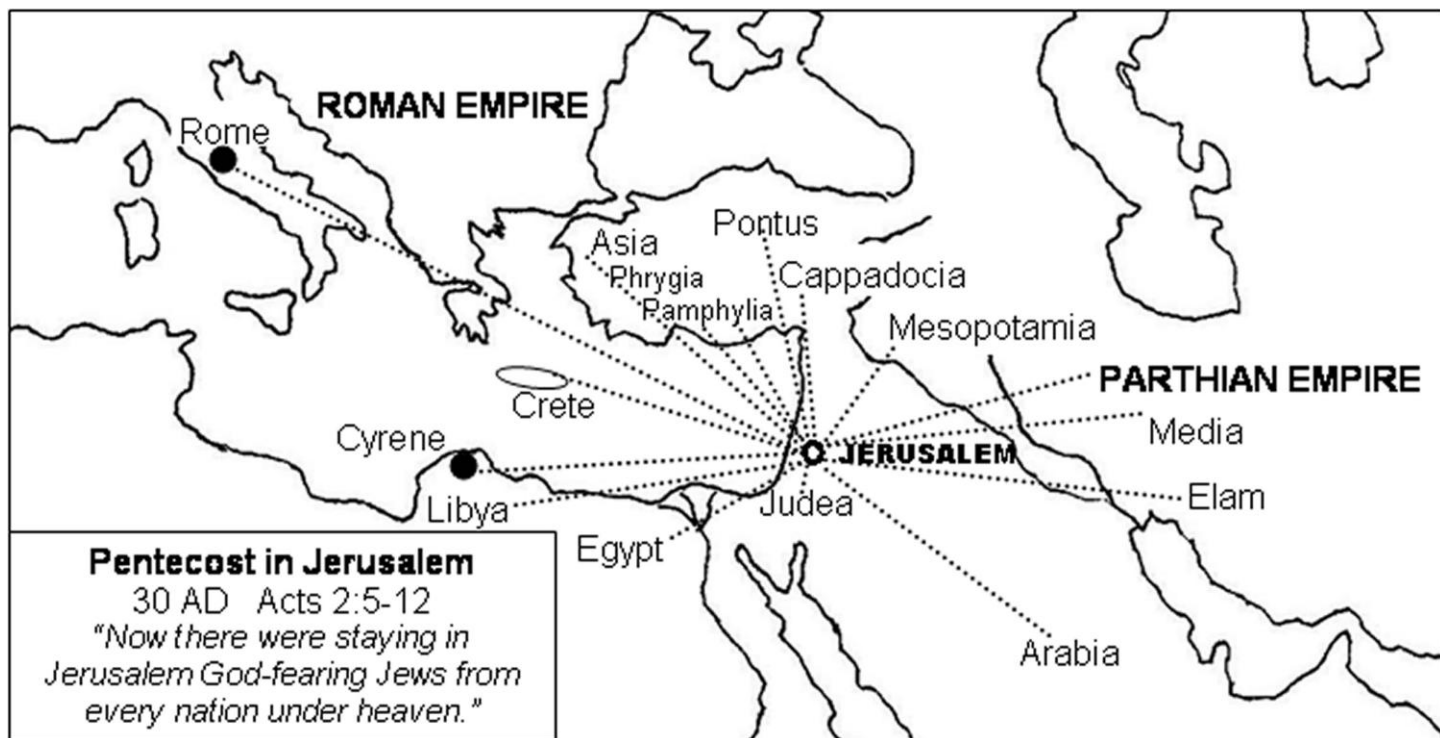 ROMAN EMPIRE
Rome
Pontus
Asia
Phrygia
Cappadocia
Pamphylia
Mesopotamia
PARTHIAN EMPIRE
Crete
Media
Cyrene
JERUSALEM
Elam
Libya
Judea
Egypt
Arabia
Pentecost in Jerusalem
30 AD Acts 2:5-12
“Now there were staying in
Jerusalem God-fearing Jews from
every nation under heaven.”